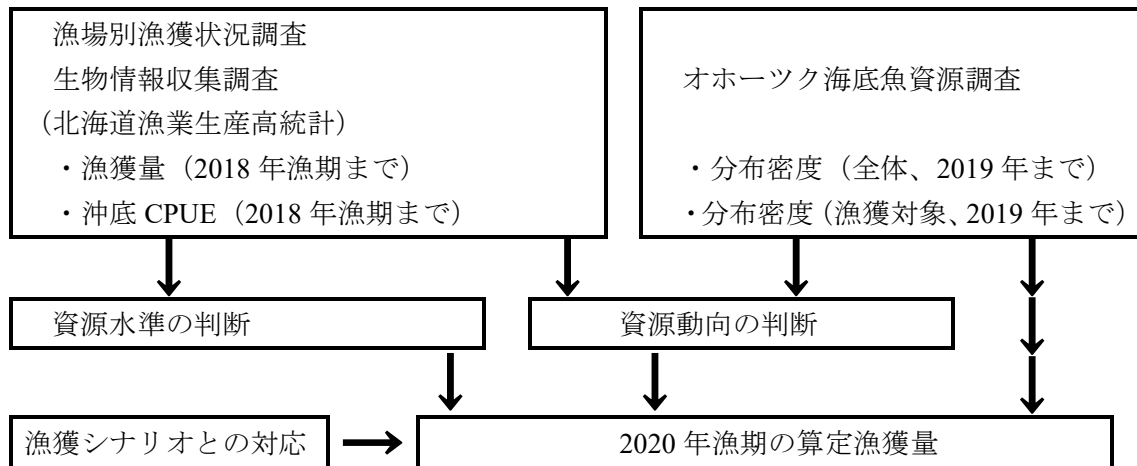 漁場別漁獲状況調査
生物情報収集調査
(北海道漁業生産高統計)
・漁獲量(2018 年漁期まで)
・沖底 CPUE(2018 年漁期まで)
オホーツク海底魚資源調査
・分布密度(全体、2019 年まで)
・分布密度(漁獲対象、2019 年まで)
資源水準の判断
資源動向の判断
漁獲シナリオとの対応
2020 年漁期の算定漁獲量